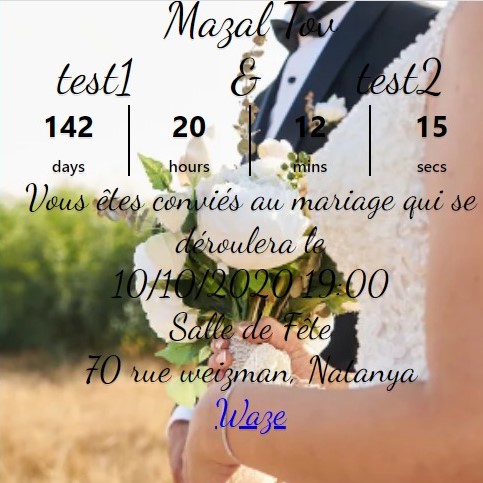 Mazal Tov
test1 & test2
142 20 12 15
days hours mins secs
Vous êtes conviés au mariage qui se
déroulera le
10/10/2020 19:00
Salle de Fête
70 rue weizman, Natanya
Waze